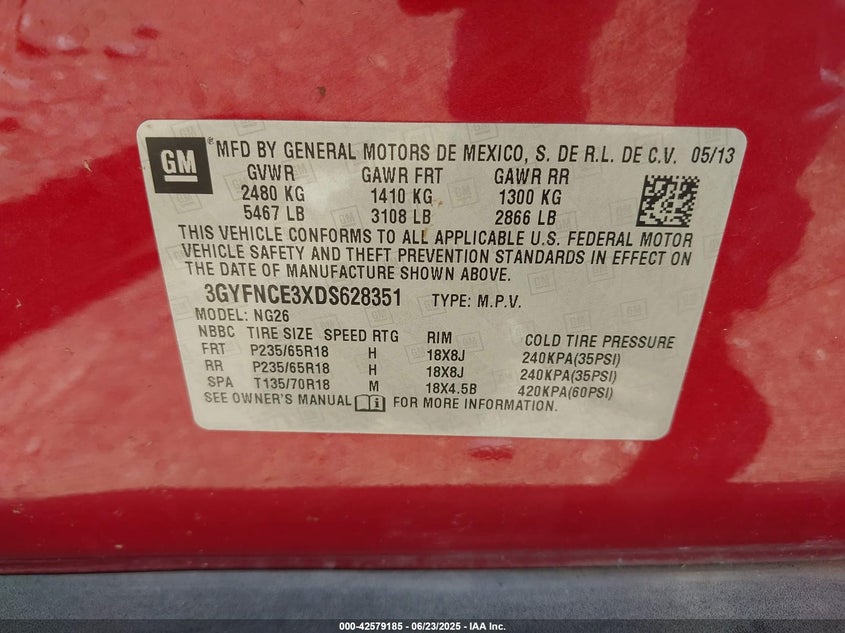 GM MFD BY GENERAL MOTORS DE MEXICO, S. DE R.L. DE C.V. 05/13
GVWR GAWR FRT GAWR RR
2480 KG 1410 KG 1300 KG
5467 LB 3108 LB 2866 LB
THIS VEHICLE CONFORMS TO ALL APPLICABLE U.S. FEDERAL MOTOR
VEHICLE SAFETY AND THEFT PREVENTION STANDARDS IN EFFECT ON
THE DATE OF MANUFACTURE SHOWN ABOVE.
3GYFNCE3XDS628351 TYPE: M.P.V.
MODEL: NG26
NBBC TIRE SIZE SPEED RTG RIM COLD TIRE PRESSURE
FRT P235/65R18 H 18X8J 240KPA(35PSI)
RR P235/65R18 H 18X8J 240KPA(35PSI)
SPA T135/70R18 M 18X4.5B 420KPA(60PSI)
SEE OWNER'S MANUAL FOR MORE INFORMATION.
000-42579185 - 06/23/2025 - IAA Inc.